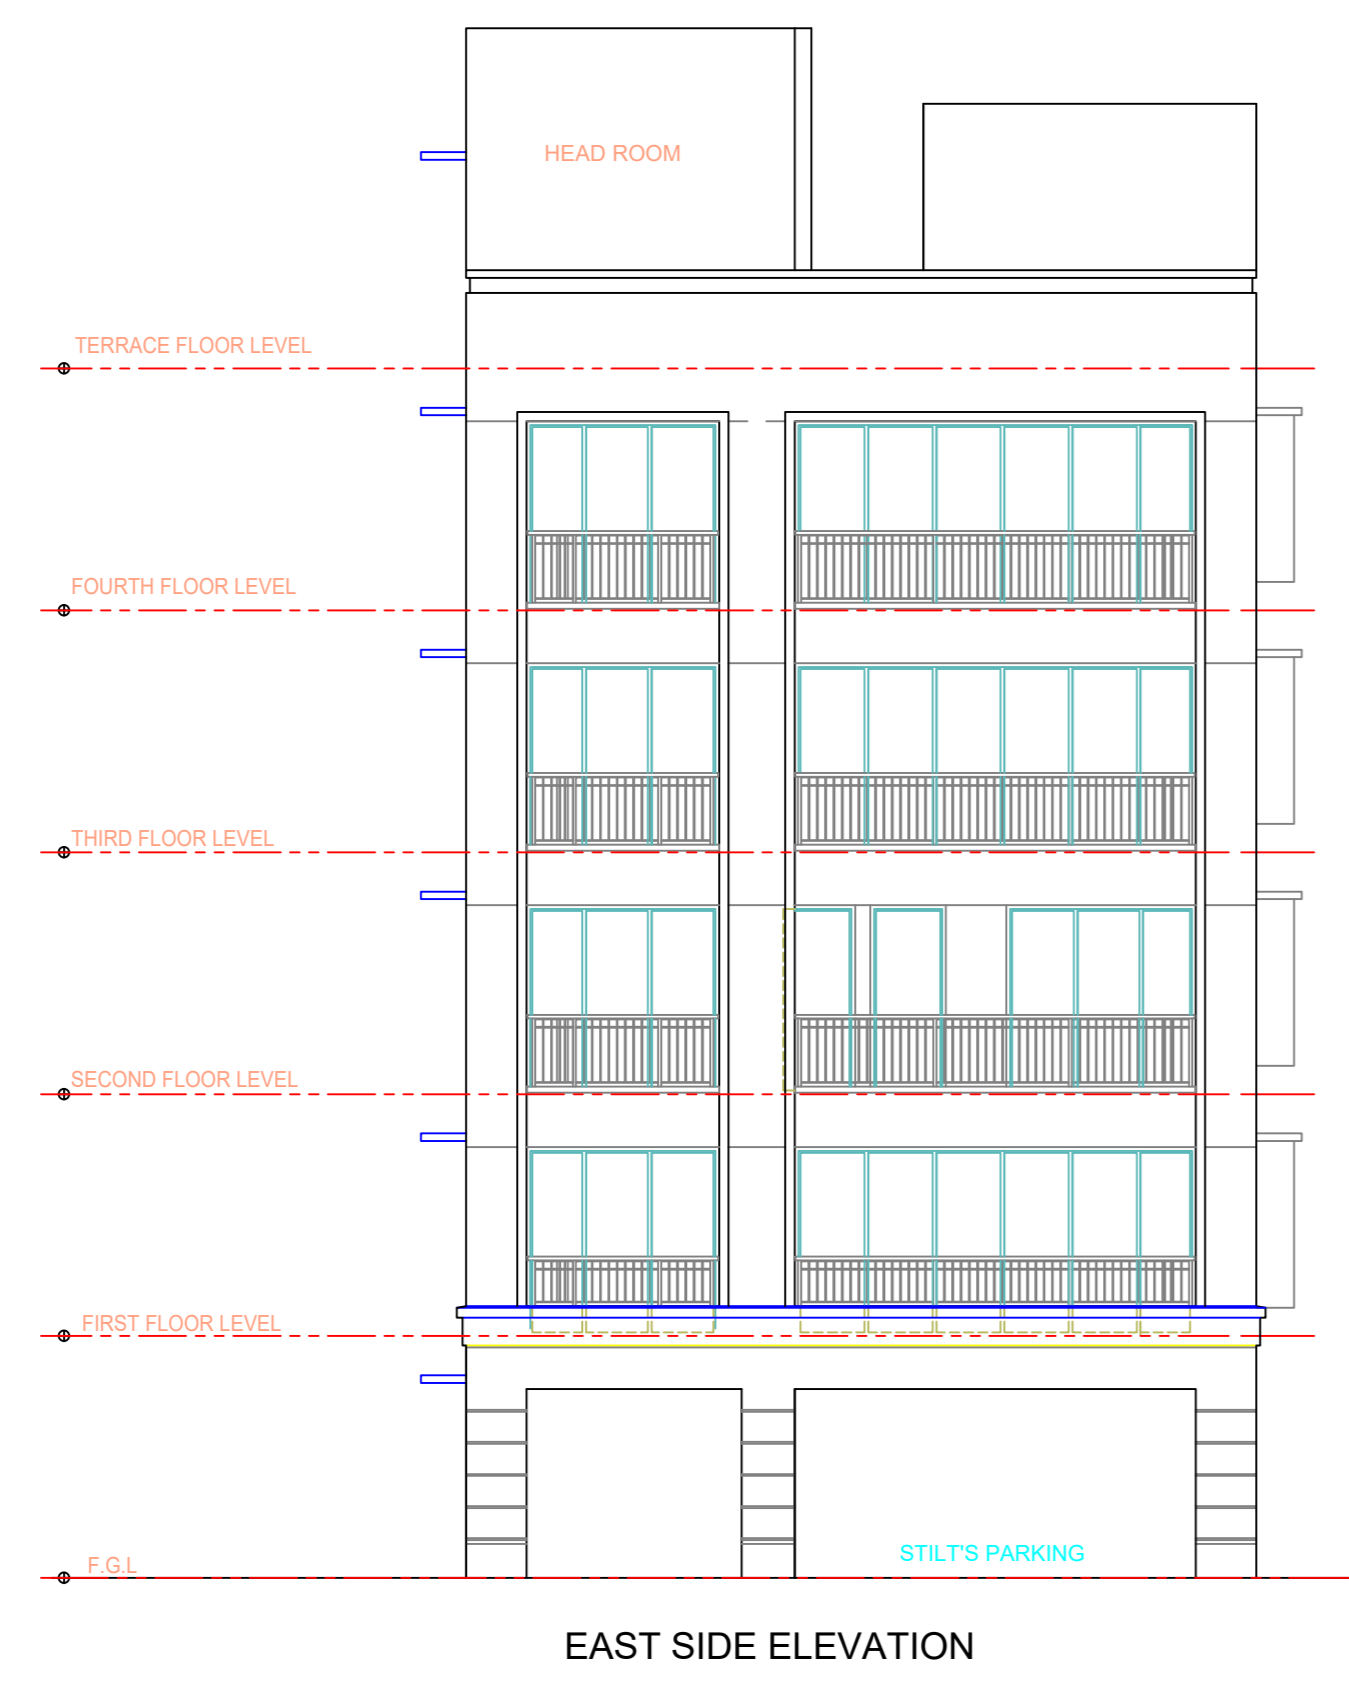 HEAD ROOM
TERRACE FLOOR LEVEL
FOURTH FLOOR LEVEL
THIRD FLOOR LEVEL
SECOND FLOOR LEVEL
FIRST FLOOR LEVEL
STILT'S PARKING
F.G.L
EAST SIDE ELEVATION